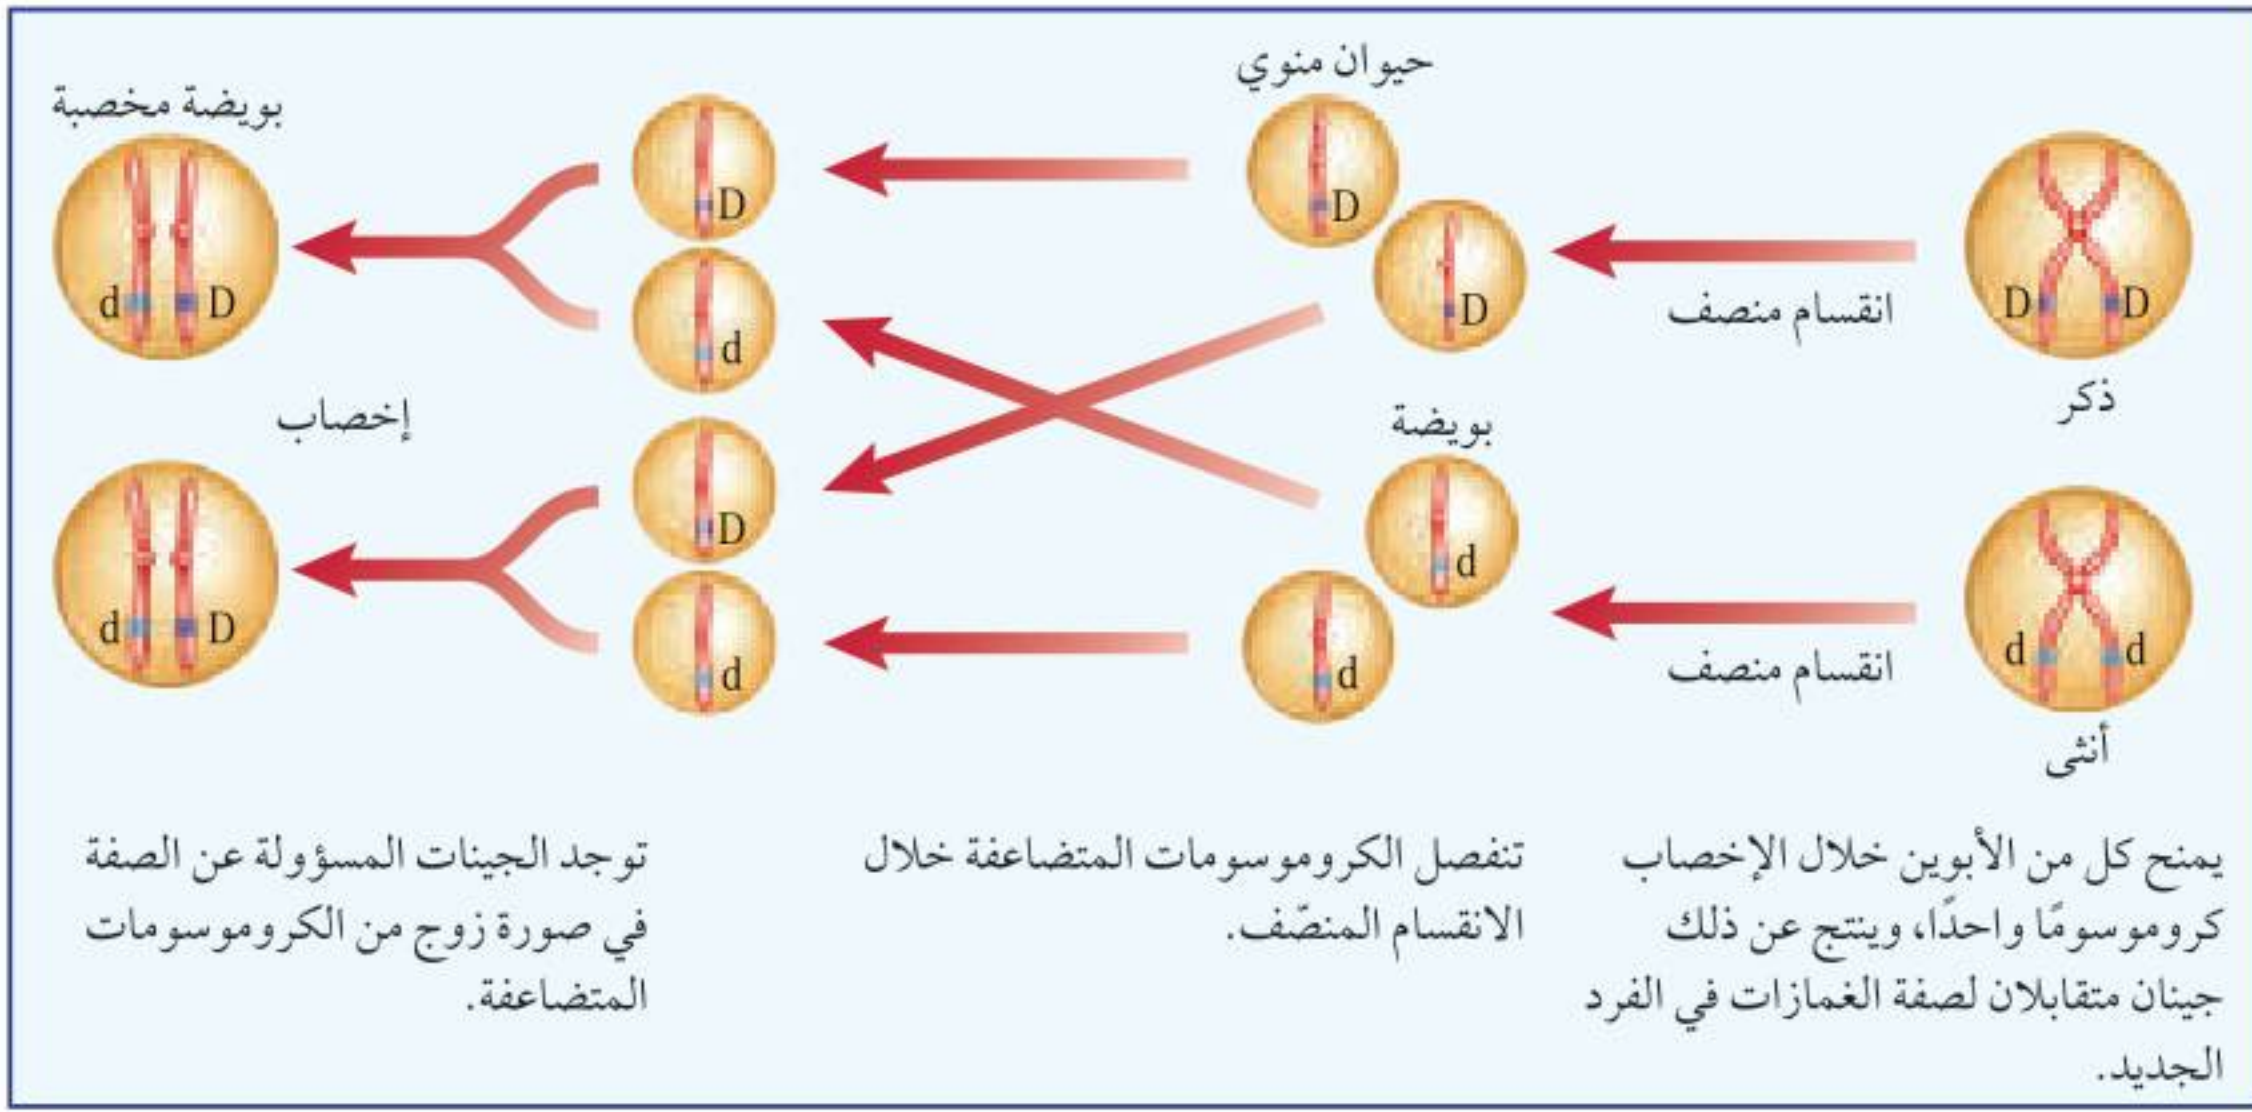 حيوان منوي
بويضة مخصبة
D
D
D
D
D
d
D
انقسام منصف
d
ذكر
إخصاب
بويضة
D
d
d
d
d
d
D
انقسام منصف
d
أنثى
يمنح كل من الأبوين خلال الإخصاب
كروموسومًا واحدًا، وينتج عن ذلك
جينان متقابلان لصفة الغمازات في الفرد
الجديد.
تنفصل الكروموسومات المتضاعفة خلال
الانقسام المنصّف.
توجد الجينات المسؤولة عن الصفة
في صورة زوج من الكروموسومات
المتضاعفة.